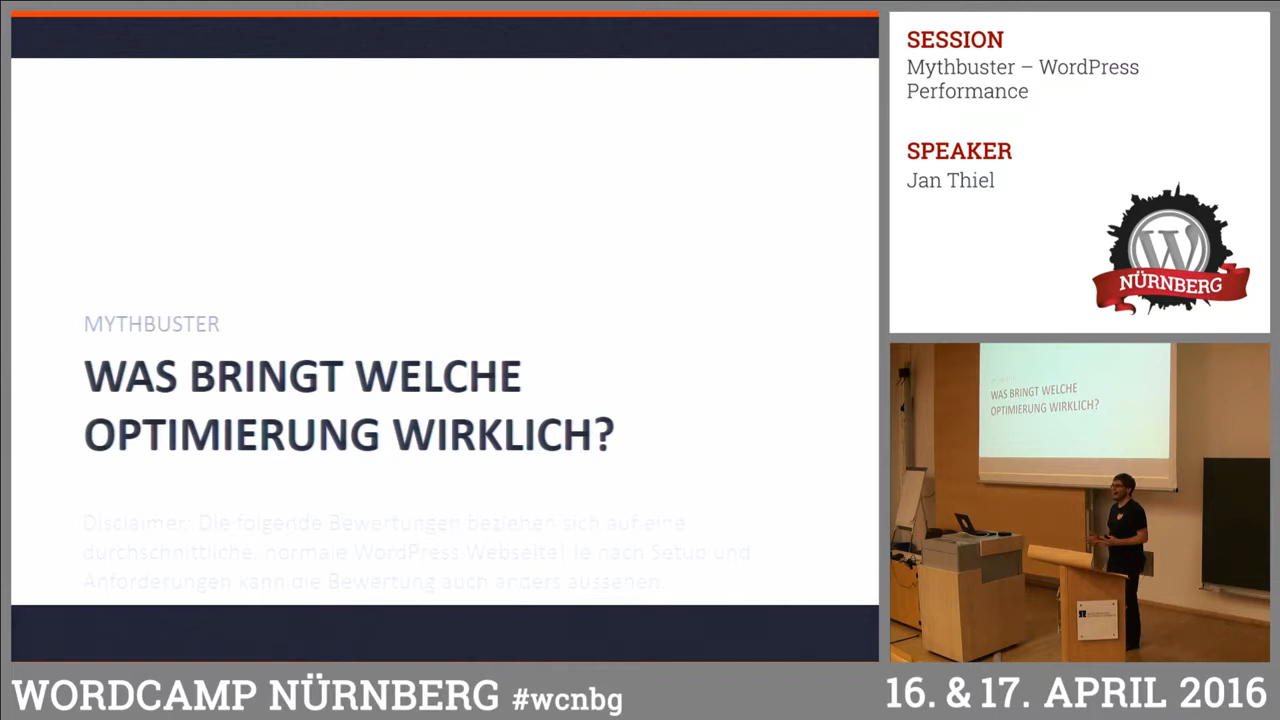 MYTHBUSTER
WAS BRINGT WELCHE
OPTIMIERUNG WIRKLICH?
Disclaimer: Die folgende Bewertungen beziehen sich auf eine
durchschnittliche, normale WordPress Webseite! Je nach Setup und
Anforderungen kann die Bewertung auch anders aussehen.
SESSION
Mythbuster – WordPress
Performance
SPEAKER
Jan Thiel
NÜRNBERG
WAS BRINGT WELCHE
OPTIMIERUNG WIRKLICH?
WORDCAMP NÜRNBERG #wcnbg
16. & 17. APRIL 2016